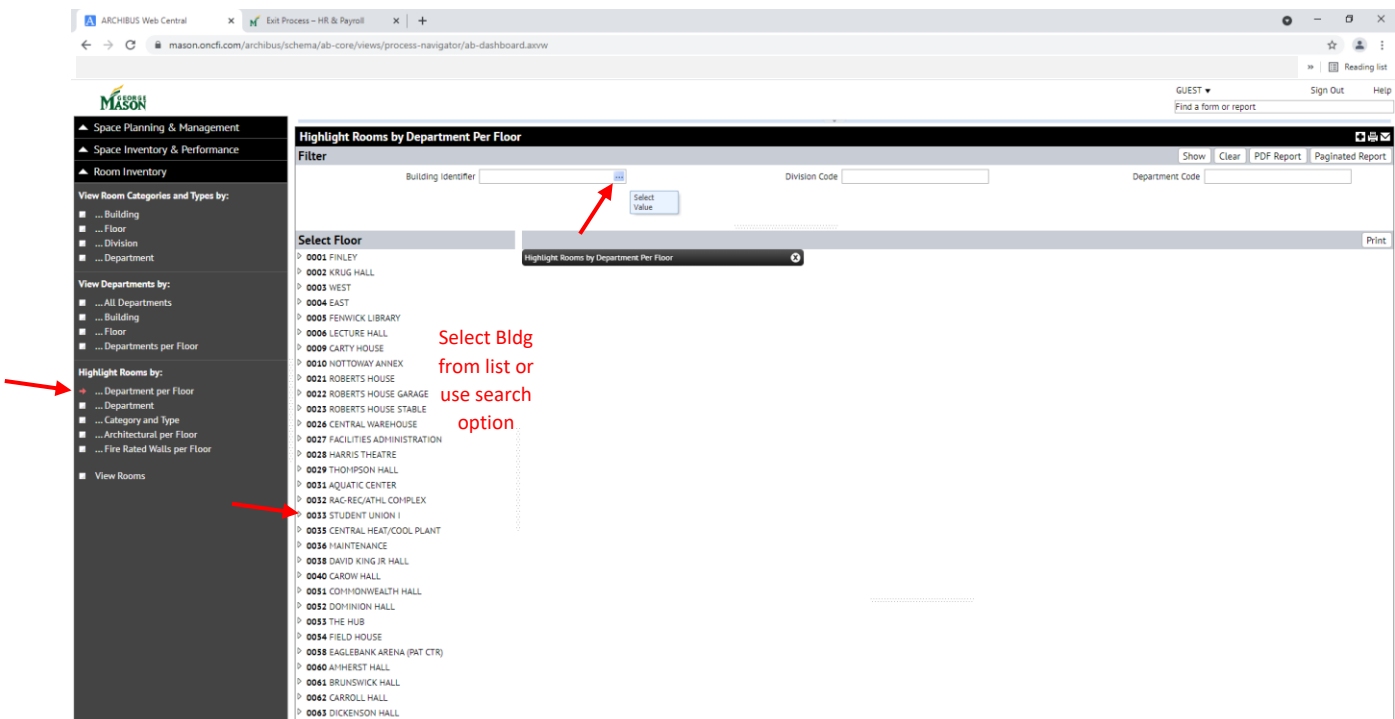 ARCHIBUS Web Central
Exit Process – HR & Payroll
mason.oncfi.com/archibus/schema/ab-core/views/process-navigator/ab-dashboard.axvw
» Reading list
GEORGE
MASON
GUEST ▾
Sign Out
Help
Find a form or report
Space Planning & Management
Space Inventory & Performance
Room Inventory
View Room Categories and Types by:
... Building
... Floor
... Division
... Department
View Departments by:
... All Departments
... Building
... Floor
... Departments per Floor
Highlight Rooms by:
... Department per Floor
... Department
... Category and Type
... Architectural per Floor
... Fire Rated Walls per Floor
View Rooms
Highlight Rooms by Department Per Floor
Filter
Show
Clear
PDF Report
Paginated Report
Building Identifier
...
Division Code
Department Code
Select
Value
Select Floor
Print
Highlight Rooms by Department Per Floor
0001 FINLEY
0002 KRUG HALL
0003 WEST
0004 EAST
0005 FENWICK LIBRARY
0006 LECTURE HALL
0009 CARTY HOUSE
0010 NOTTOWAY ANNEX
0021 ROBERTS HOUSE
0022 ROBERTS HOUSE GARAGE
0023 ROBERTS HOUSE STABLE
0026 CENTRAL WAREHOUSE
0027 FACILITIES ADMINISTRATION
0028 HARRIS THEATRE
0029 THOMPSON HALL
0031 AQUATIC CENTER
0032 RAC-REC/ATHL COMPLEX
0033 STUDENT UNION I
0035 CENTRAL HEAT/COOL PLANT
0036 MAINTENANCE
0038 DAVID KING JR HALL
0040 CAROW HALL
0051 COMMONWEALTH HALL
0052 DOMINION HALL
0053 THE HUB
0054 FIELD HOUSE
0058 EAGLEBANK ARENA (PAT CTR)
0060 AMHERST HALL
0061 BRUNSWICK HALL
0062 CARROLL HALL
0063 DICKENSON HALL
Select Bldg
from list or
use search
option